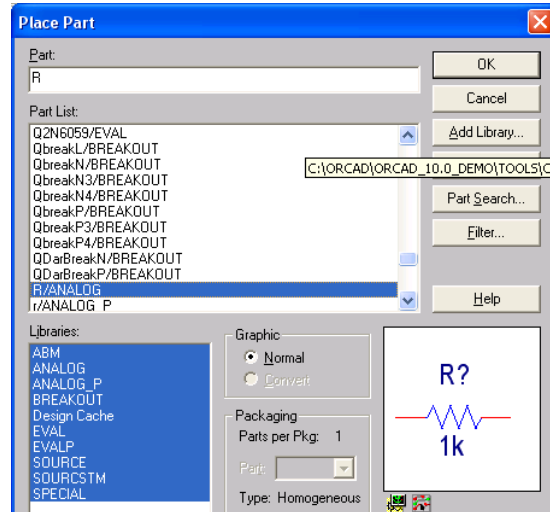 Place Part
Part:
R
OK
Cancel
Part List:
Add Library...
Q2N6059/EVAL
QbreakL/BREAKOUT
QbreakN/BREAKOUT
QbreakN3/BREAKOUT
C:\ORCAD\ORCAD_10.0_DEMO\TOOLS\C
QbreakN4/BREAKOUT
QbreakP/BREAKOUT
Part Search...
QbreakP3/BREAKOUT
QbreakP4/BREAKOUT
Filter...
QDarBreakN/BREAKOUT
QDarBreakP/BREAKOUT
R/ANALOG
r/ANALOG_P
Help
Libraries:
ABM
ANALOG
ANALOG_P
BREAKOUT
Design Cache
EVAL
EVALP
SOURCE
SOURCSTM
SPECIAL
Graphic
Normal
Convert
Packaging
Parts per Pkg: 1
Part:
Type: Homogeneous
R?
1k